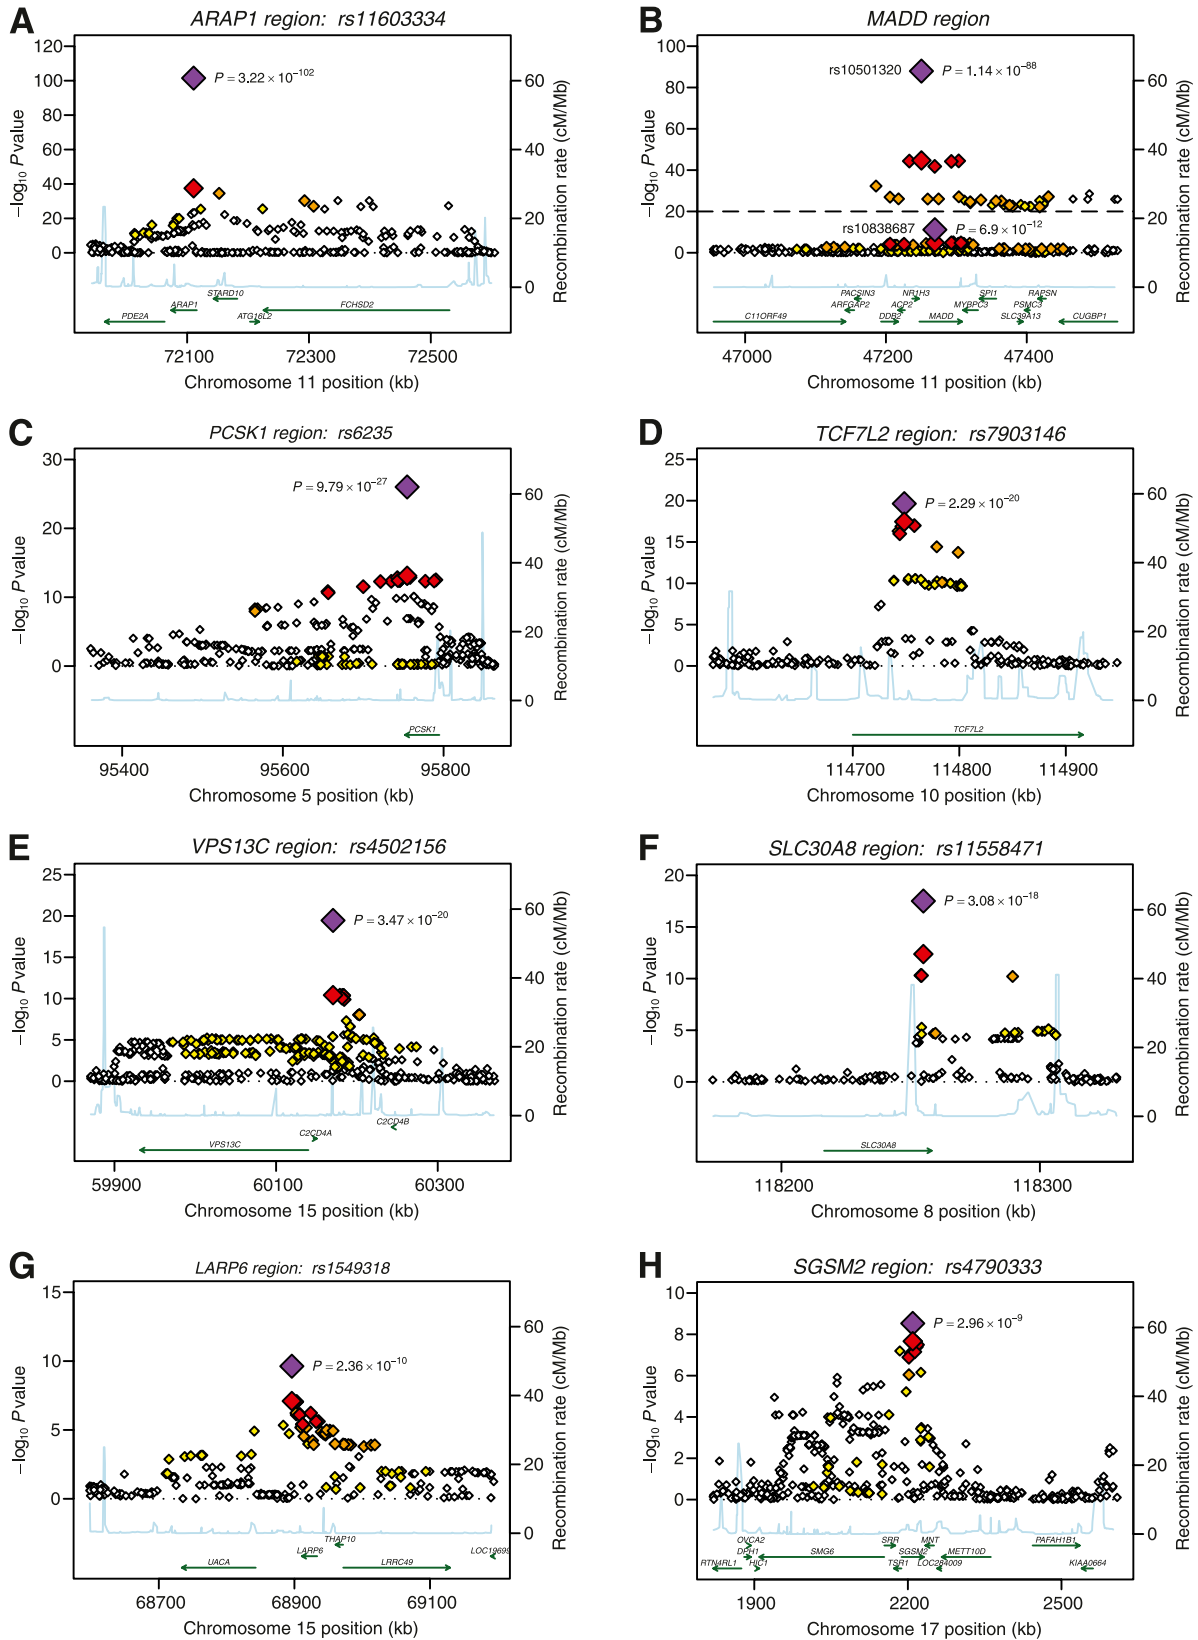 A
ARAP1 region: rs11603334
120
100
80
60
40
20
0
−log10 P value
60
40
20
0
Recombination rate (cM/Mb)
P = 3.22 × 10−102
STARD10
ARAP1
FCHSD2
PDE2A
ATG16L2
72100
72300
72500
Chromosome 11 position (kb)
B
MADD region
100
80
60
40
20
0
−log10 P value
60
40
20
0
Recombination rate (cM/Mb)
rs10501320
P = 1.14 × 10−88
rs10838687
P = 6.9 × 10−12
PACSIN3
NR1H3
SPI1
RAPSN
ARFGAP2
ACP2
MYBPC3
PSMC3
C11ORF49
DDB2
MADD
SLC39A13
CUGBP1
47000
47200
47400
Chromosome 11 position (kb)
C
PCSK1 region: rs6235
30
20
10
0
−log10 P value
60
40
20
0
Recombination rate (cM/Mb)
P = 9.79 × 10−27
PCSK1
95400
95600
95800
Chromosome 5 position (kb)
D
TCF7L2 region: rs7903146
25
20
15
10
5
0
−log10 P value
60
40
20
0
Recombination rate (cM/Mb)
P = 2.29 × 10−20
TCF7L2
114700
114800
114900
Chromosome 10 position (kb)
E
VPS13C region: rs4502156
25
20
15
10
5
0
−log10 P value
60
40
20
0
Recombination rate (cM/Mb)
P = 3.47 × 10−20
C2CD4B
C2CD4A
VPS13C
59900
60100
60300
Chromosome 15 position (kb)
F
SLC30A8 region: rs11558471
20
15
10
5
0
−log10 P value
60
40
20
0
Recombination rate (cM/Mb)
P = 3.08 × 10−18
SLC30A8
118200
118300
Chromosome 8 position (kb)
G
LARP6 region: rs1549318
15
10
5
0
−log10 P value
60
40
20
0
Recombination rate (cM/Mb)
P = 2.36 × 10−10
THAP10
LARP6
LOC19699
UACA
LRRC49
68700
68900
69100
Chromosome 15 position (kb)
H
SGSM2 region: rs4790333
10
8
6
4
2
0
−log10 P value
60
40
20
0
Recombination rate (cM/Mb)
P = 2.96 × 10−9
OVCA2
SRR
MNT
PAFAH1B1
DPH1
SMG6
SGSM2
METT10D
RTN4RL1
HIC1
TSR1
LOC284009
KIAA0664
1900
2200
2500
Chromosome 17 position (kb)